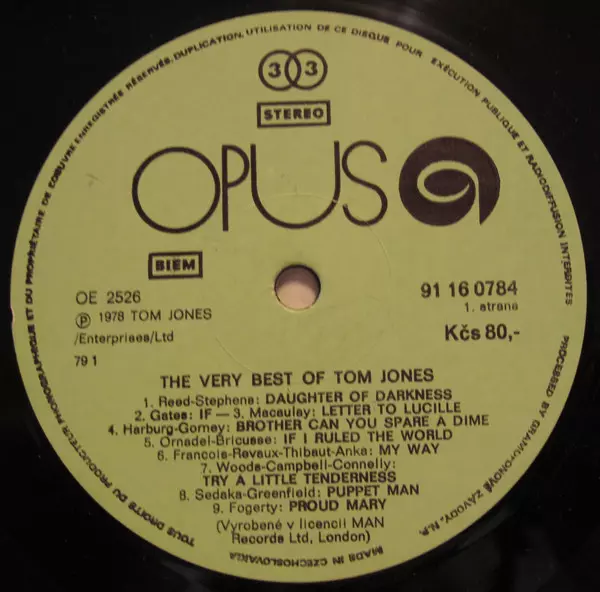 TOUS DROITS DU PRODUCTEUR PHONOGRAPHIQUE ET DU PROPRIÉTAIRE DE L'OEUVRE ENREGISTRÉE RÉSERVÉS. DUPLICATION, UTILISATION DE CE DISQUE POUR EXÉCUTION PUBLIQUE ET RADIODIFFUSION INTERDITES
PROCESSED BY GRAMOFONOVÉ ZÁVODY, N.P.
MADE IN CZECHOSLOVAKIA
33
STEREO
OPUS
BIEM
OE 2526
Ⓟ 1978 TOM JONES
/Enterprises/Ltd
79 1
91 16 0784
1. strana
Kčs 80,-
THE VERY BEST OF TOM JONES
1. Reed-Stephens: DAUGHTER OF DARKNESS
2. Gates: IF — 3. Macaulay: LETTER TO LUCILLE
4. Harburg-Gorney: BROTHER CAN YOU SPARE A DIME
5. Ornadel-Bricusse: IF I RULED THE WORLD
6. Francois-Revaux-Thibaut-Anka: MY WAY
7. Woods-Campbell-Connelly:
TRY A LITTLE TENDERNESS
8. Sedaka-Greenfield: PUPPET MAN
9. Fogerty: PROUD MARY
(Vyrobené v licencii MAN
Records Ltd, London)